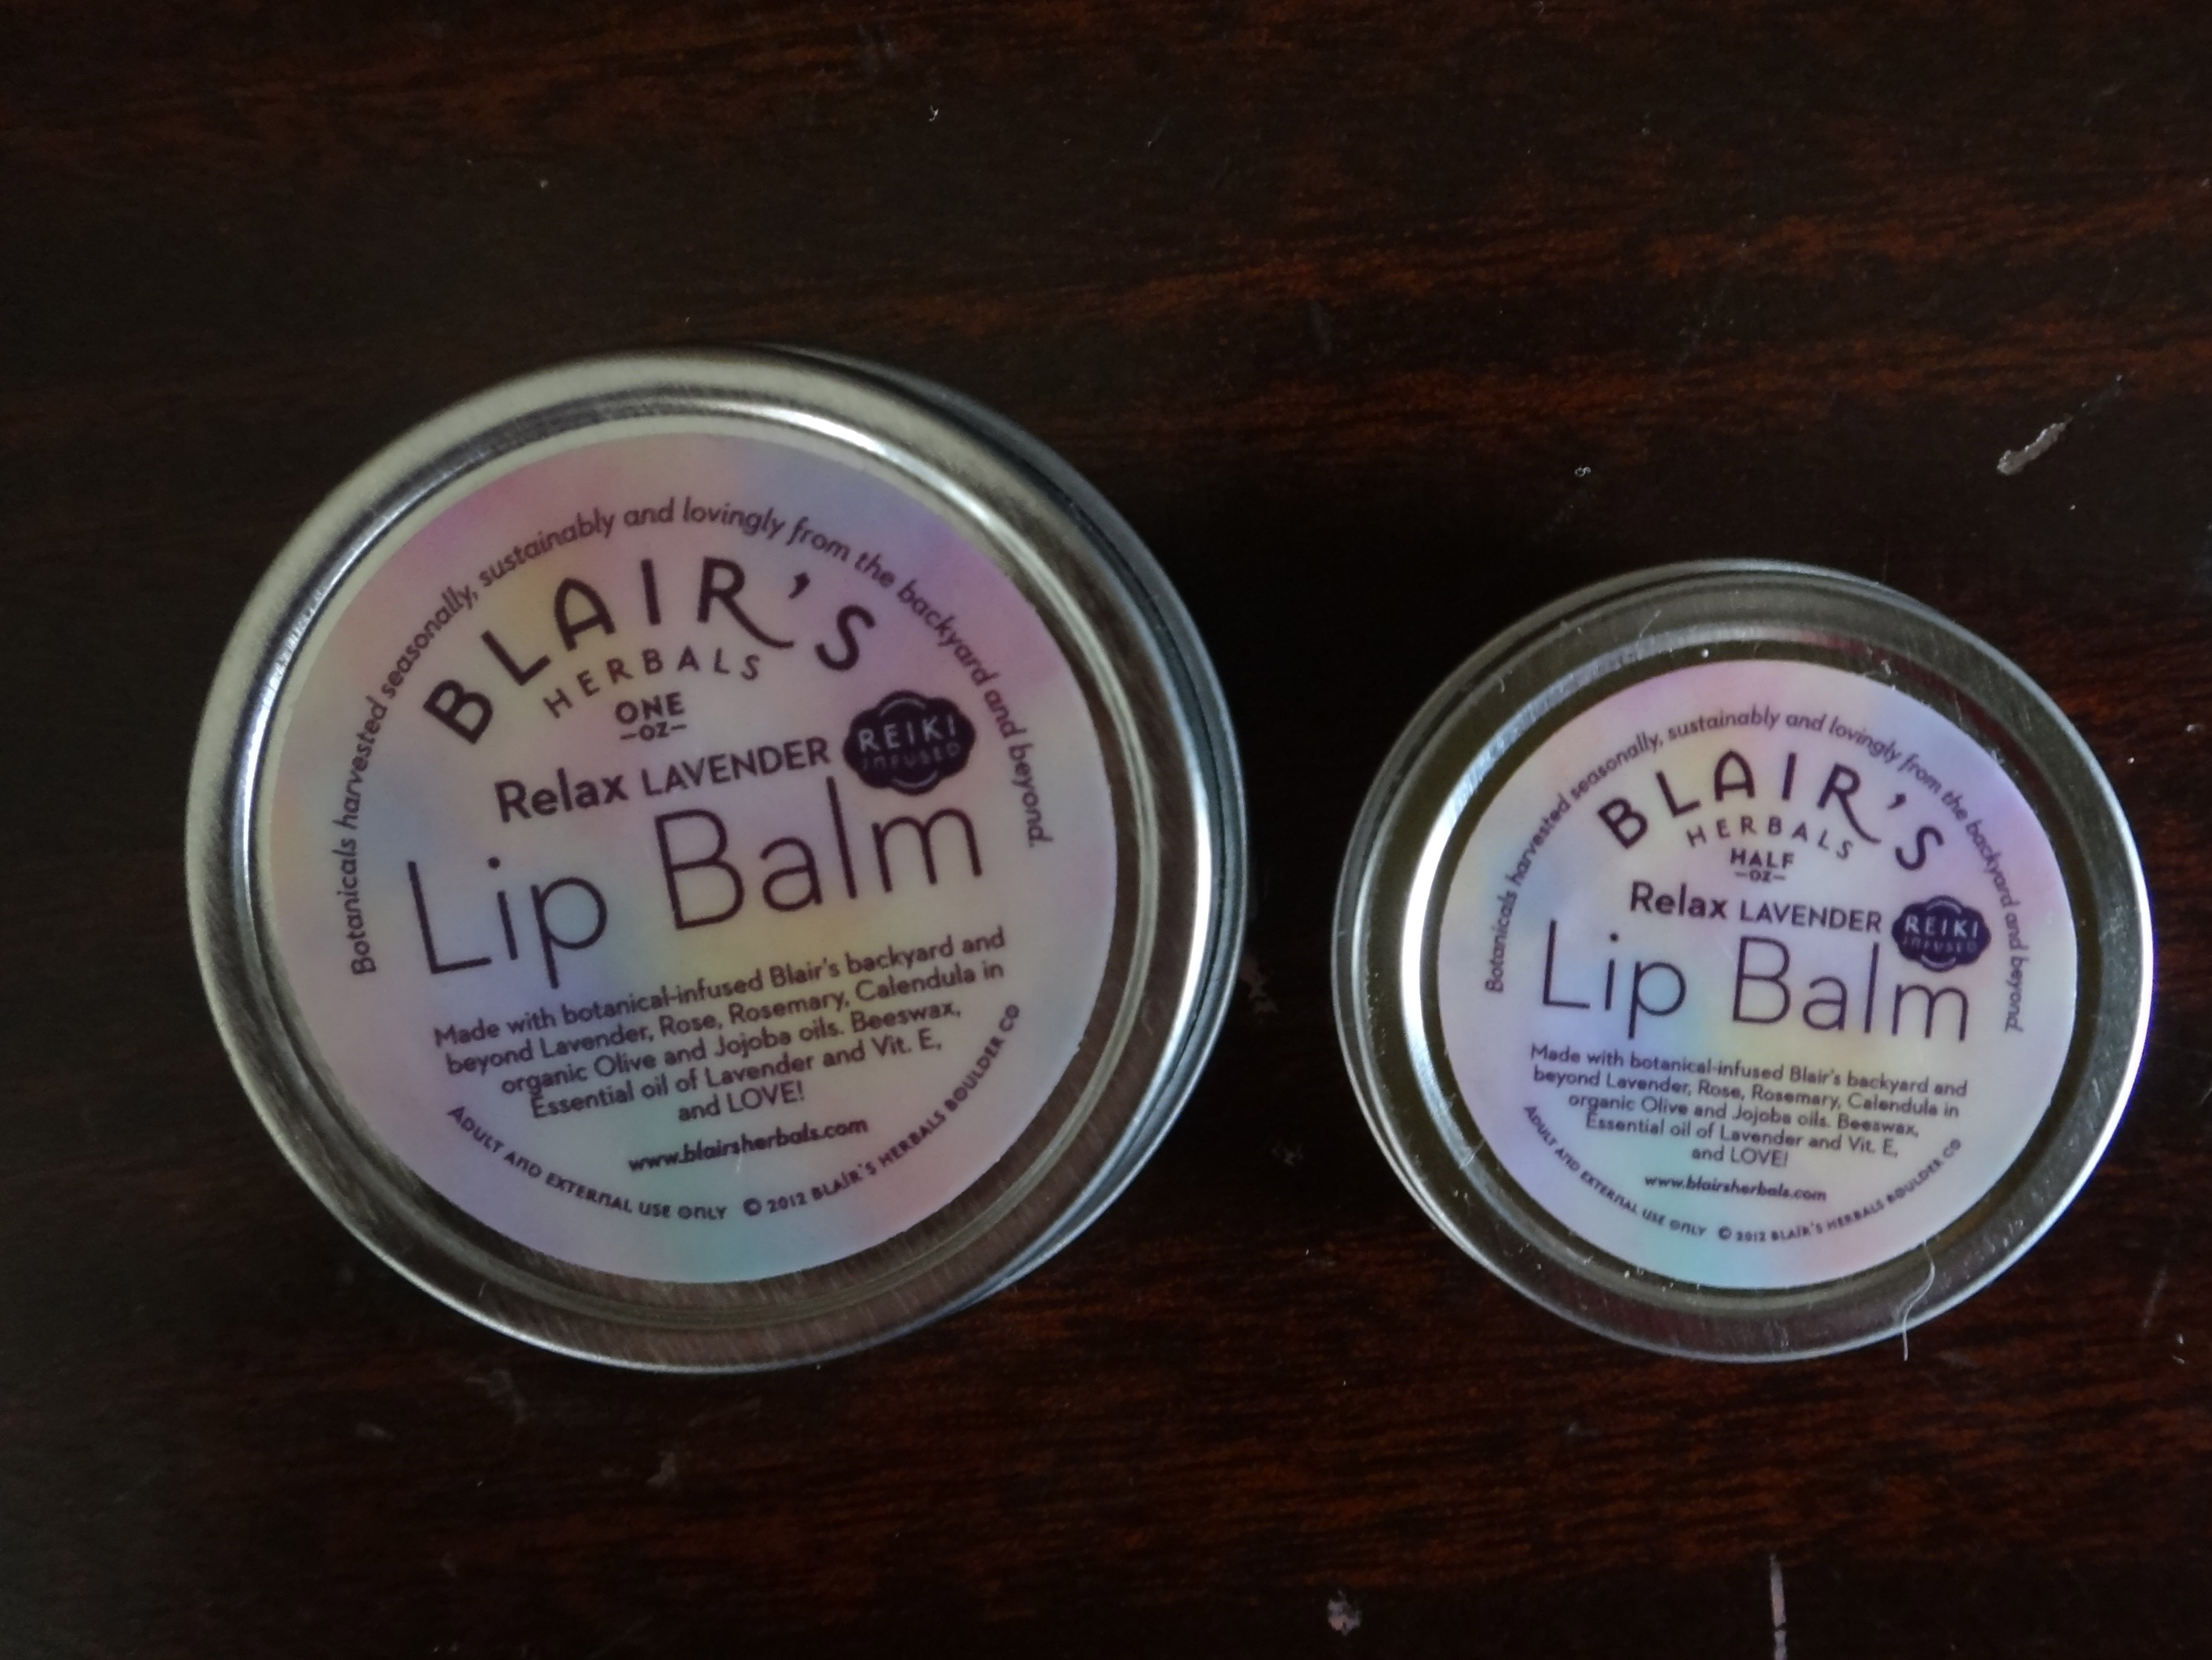 Botanicals harvested seasonally, sustainably and lovingly from the backyard and beyond.
BLAIR'S
HERBALS
ONE
-OZ-
Relax LAVENDER
REIKI
INFUSED
Lip Balm
Made with botanical-infused Blair's backyard and
beyond Lavender, Rose, Rosemary, Calendula in
organic Olive and Jojoba oils. Beeswax,
Essential oil of Lavender and Vit. E,
and LOVE!
www.blairsherbals.com
ADULT AND EXTERNAL USE ONLY © 2012 BLAIR'S HERBALS BOULDER CO
Botanicals harvested seasonally, sustainably and lovingly from the backyard and beyond.
BLAIR'S
HERBALS
HALF
-OZ-
Relax LAVENDER
REIKI
INFUSED
Lip Balm
Made with botanical-infused Blair's backyard and
beyond Lavender, Rose, Rosemary, Calendula in
organic Olive and Jojoba oils. Beeswax,
Essential oil of Lavender and Vit. E,
and LOVE!
www.blairsherbals.com
ADULT AND EXTERNAL USE ONLY © 2012 BLAIR'S HERBALS BOULDER CO